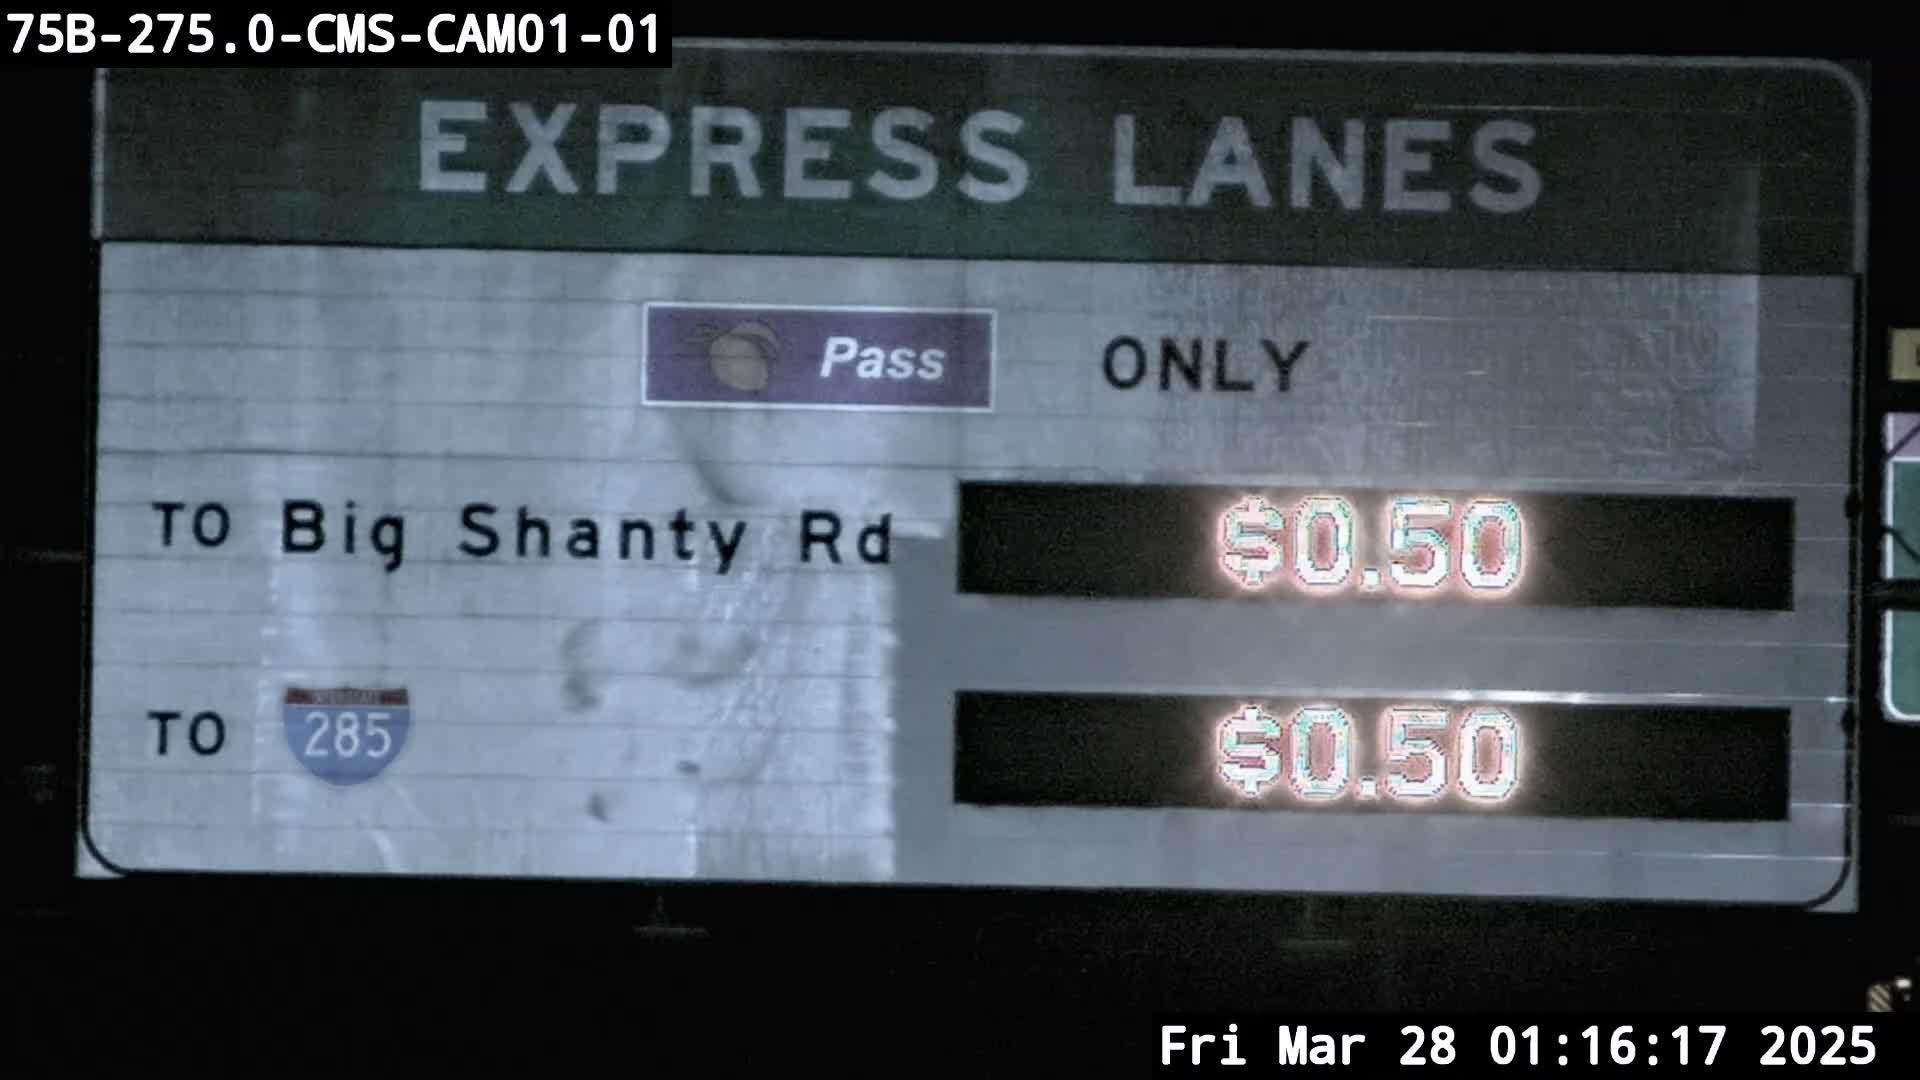 75B-275.0-CMS-CAM01-01
EXPRESS LANES
Pass ONLY
TO Big Shanty Rd $0.50
TO 285 $0.50
Fri Mar 28 01:16:17 2025